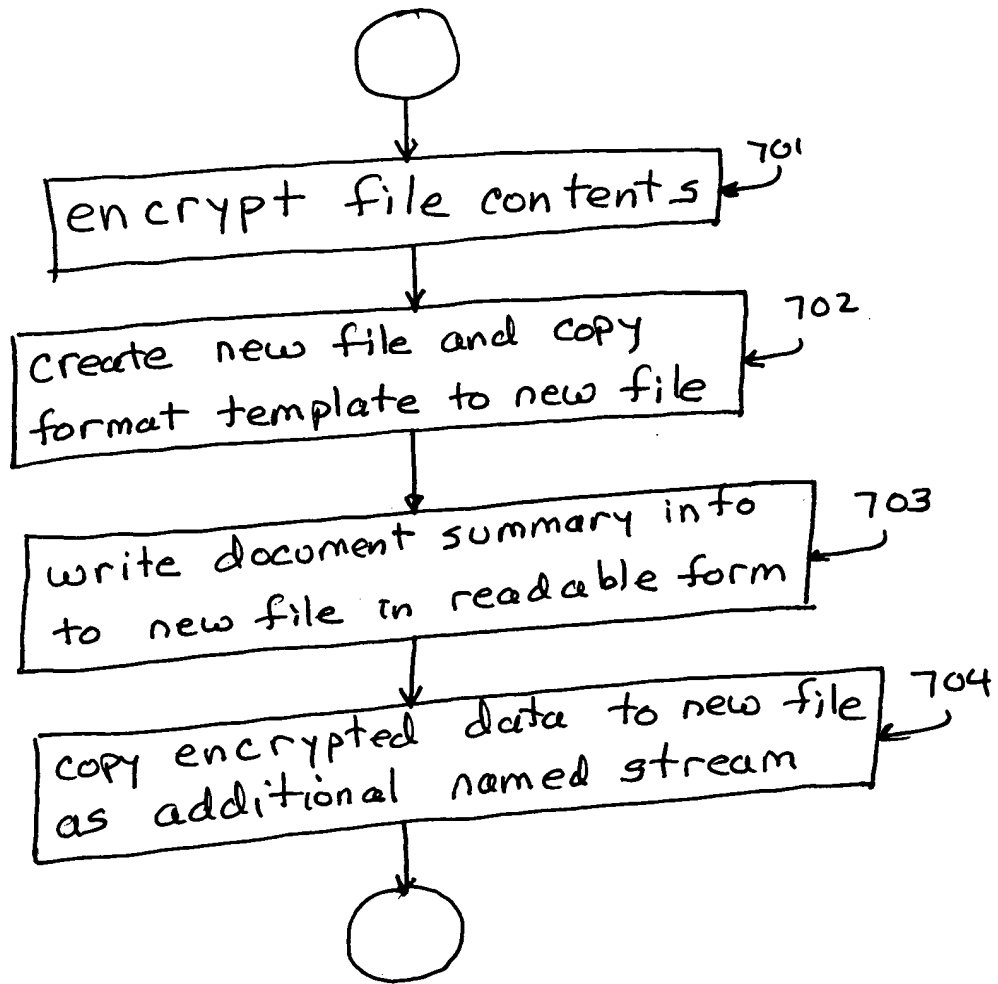 701
encrypt file contents
702
create new file and copy
format template to new file
703
write document summary info
to new file in readable form
704
copy encrypted data to new file
as additional named stream